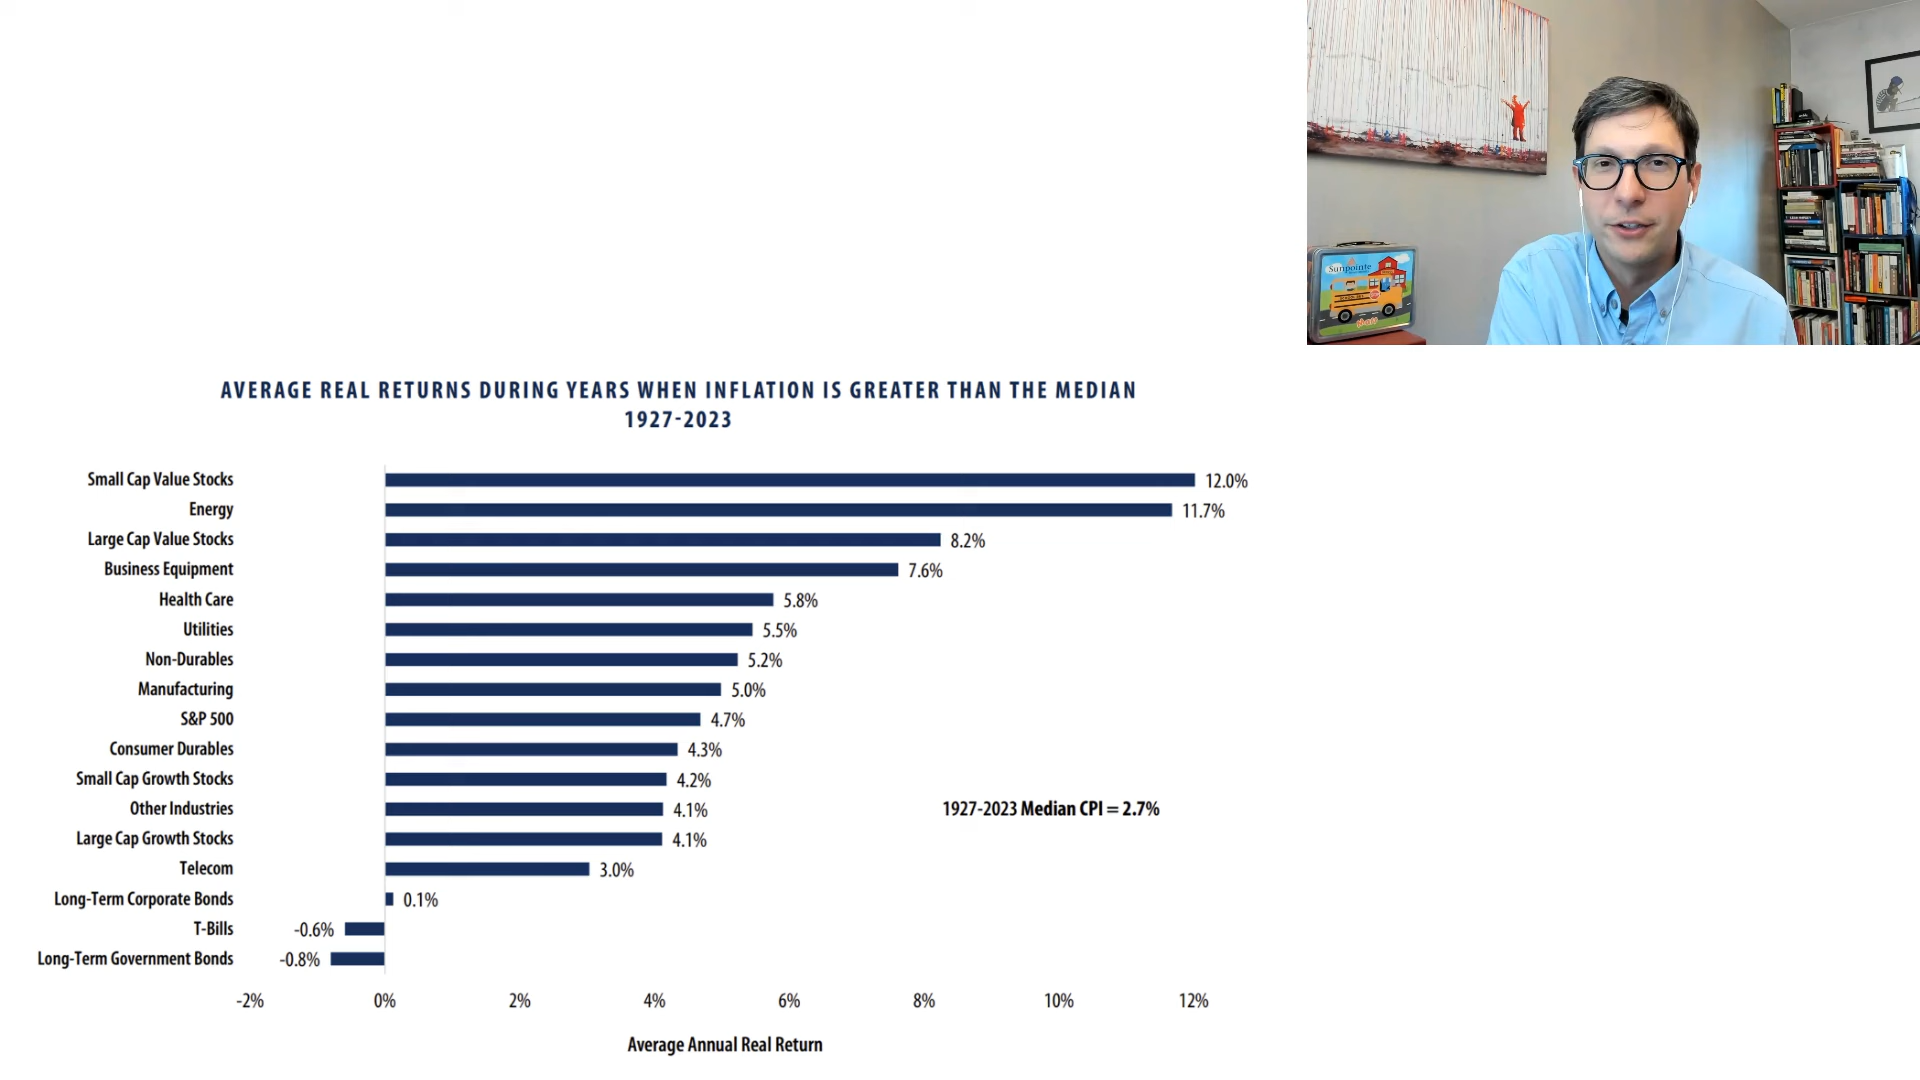 Sunpointe
AVERAGE REAL RETURNS DURING YEARS WHEN INFLATION IS GREATER THAN THE MEDIAN
1927-2023
Small Cap Value Stocks 12.0%
Energy 11.7%
Large Cap Value Stocks 8.2%
Business Equipment 7.6%
Health Care 5.8%
Utilities 5.5%
Non-Durables 5.2%
Manufacturing 5.0%
S&P 500 4.7%
Consumer Durables 4.3%
Small Cap Growth Stocks 4.2%
Other Industries 4.1%
1927-2023 Median CPI = 2.7%
Large Cap Growth Stocks 4.1%
Telecom 3.0%
Long-Term Corporate Bonds 0.1%
T-Bills -0.6%
Long-Term Government Bonds -0.8%
-2% 0% 2% 4% 6% 8% 10% 12%
Average Annual Real Return